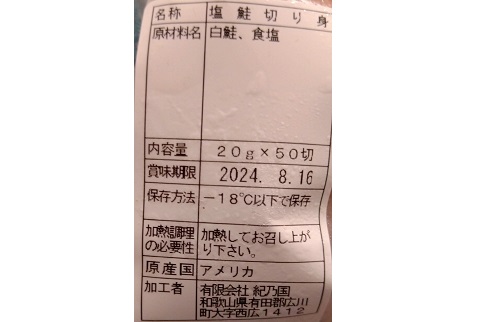 名称 塩鮭切り身
原材料名 白鮭、食塩
内容量 20g×50切
賞味期限 2024. 8.16
保存方法 -18℃以下で保存
加熱調理の必要性 加熱してお召し上がり下さい。
原産国 アメリカ
加工者 有限会社 紀乃国
和歌山県有田郡広川
町大字西広1412